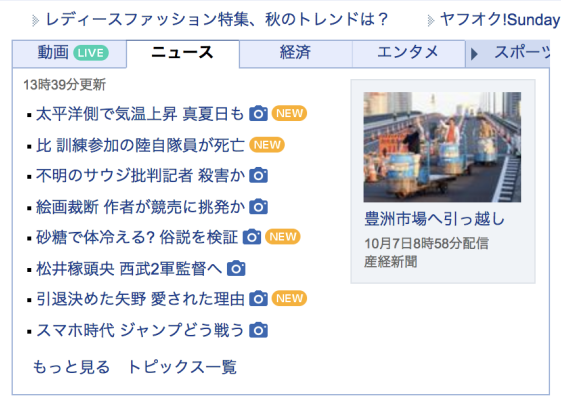 レディースファッション特集、秋のトレンドは？
ヤフオク!Sunday
動画 LIVE
ニュース
経済
エンタメ
スポーツ
13時39分更新
太平洋側で気温上昇 真夏日も NEW
比 訓練参加の陸自隊員が死亡 NEW
不明のサウジ批判記者 殺害か
絵画裁断 作者が競売に挑発か
砂糖で体冷える? 俗説を検証 NEW
松井稼頭央 西武2軍監督へ
引退決めた矢野 愛された理由 NEW
スマホ時代 ジャンプどう戦う
もっと見る
トピックス一覧
豊洲市場へ引っ越し
10月7日8時58分配信
産経新聞